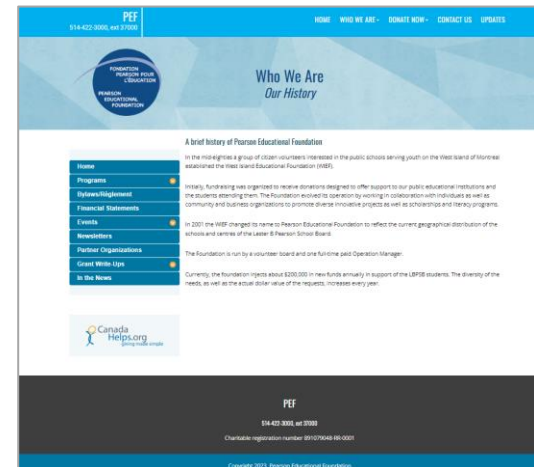 PEF
514-422-3000, ext 37000
HOME WHO WE ARE DONATE NOW CONTACT US UPDATES
FONDATION
PEARSON POUR
L'ÉDUCATION
PEARSON
EDUCATIONAL
FOUNDATION
Who We Are
Our History
A brief history of Pearson Educational Foundation
In the mid-eighties a group of citizen volunteers interested in the public schools serving youth on the West Island of Montreal
established the West Island Educational Foundation (WIEF).
Initially, fundraising was organized to receive donations designed to offer support to our public educational institutions and
the students attending them. The Foundation evolved its operation by working in collaboration with individuals as well as
community and business organizations to promote diverse innovative projects as well as scholarships and literacy programs.
In 2001 the WIEF changed its name to Pearson Educational Foundation to reflect the current geographical distribution of the
schools and centres of the Lester B Pearson School Board.
The Foundation is run by a volunteer board and one full-time paid Operation Manager.
Currently, the foundation injects about $200,000 in new funds annually in support of the LBPSB students. The diversity of the
needs, as well as the actual dollar value of the requests, increases every year.
Home
Programs
Bylaws/Règlement
Financial Statements
Events
Newsletters
Partner Organizations
Grant Write-Ups
In the News
Canada
Helps.org
giving made simple
PEF
514-422-3000, ext 37000
Charitable registration number 891079648-RR-0001
Copyright 2023, Pearson Educational Foundation